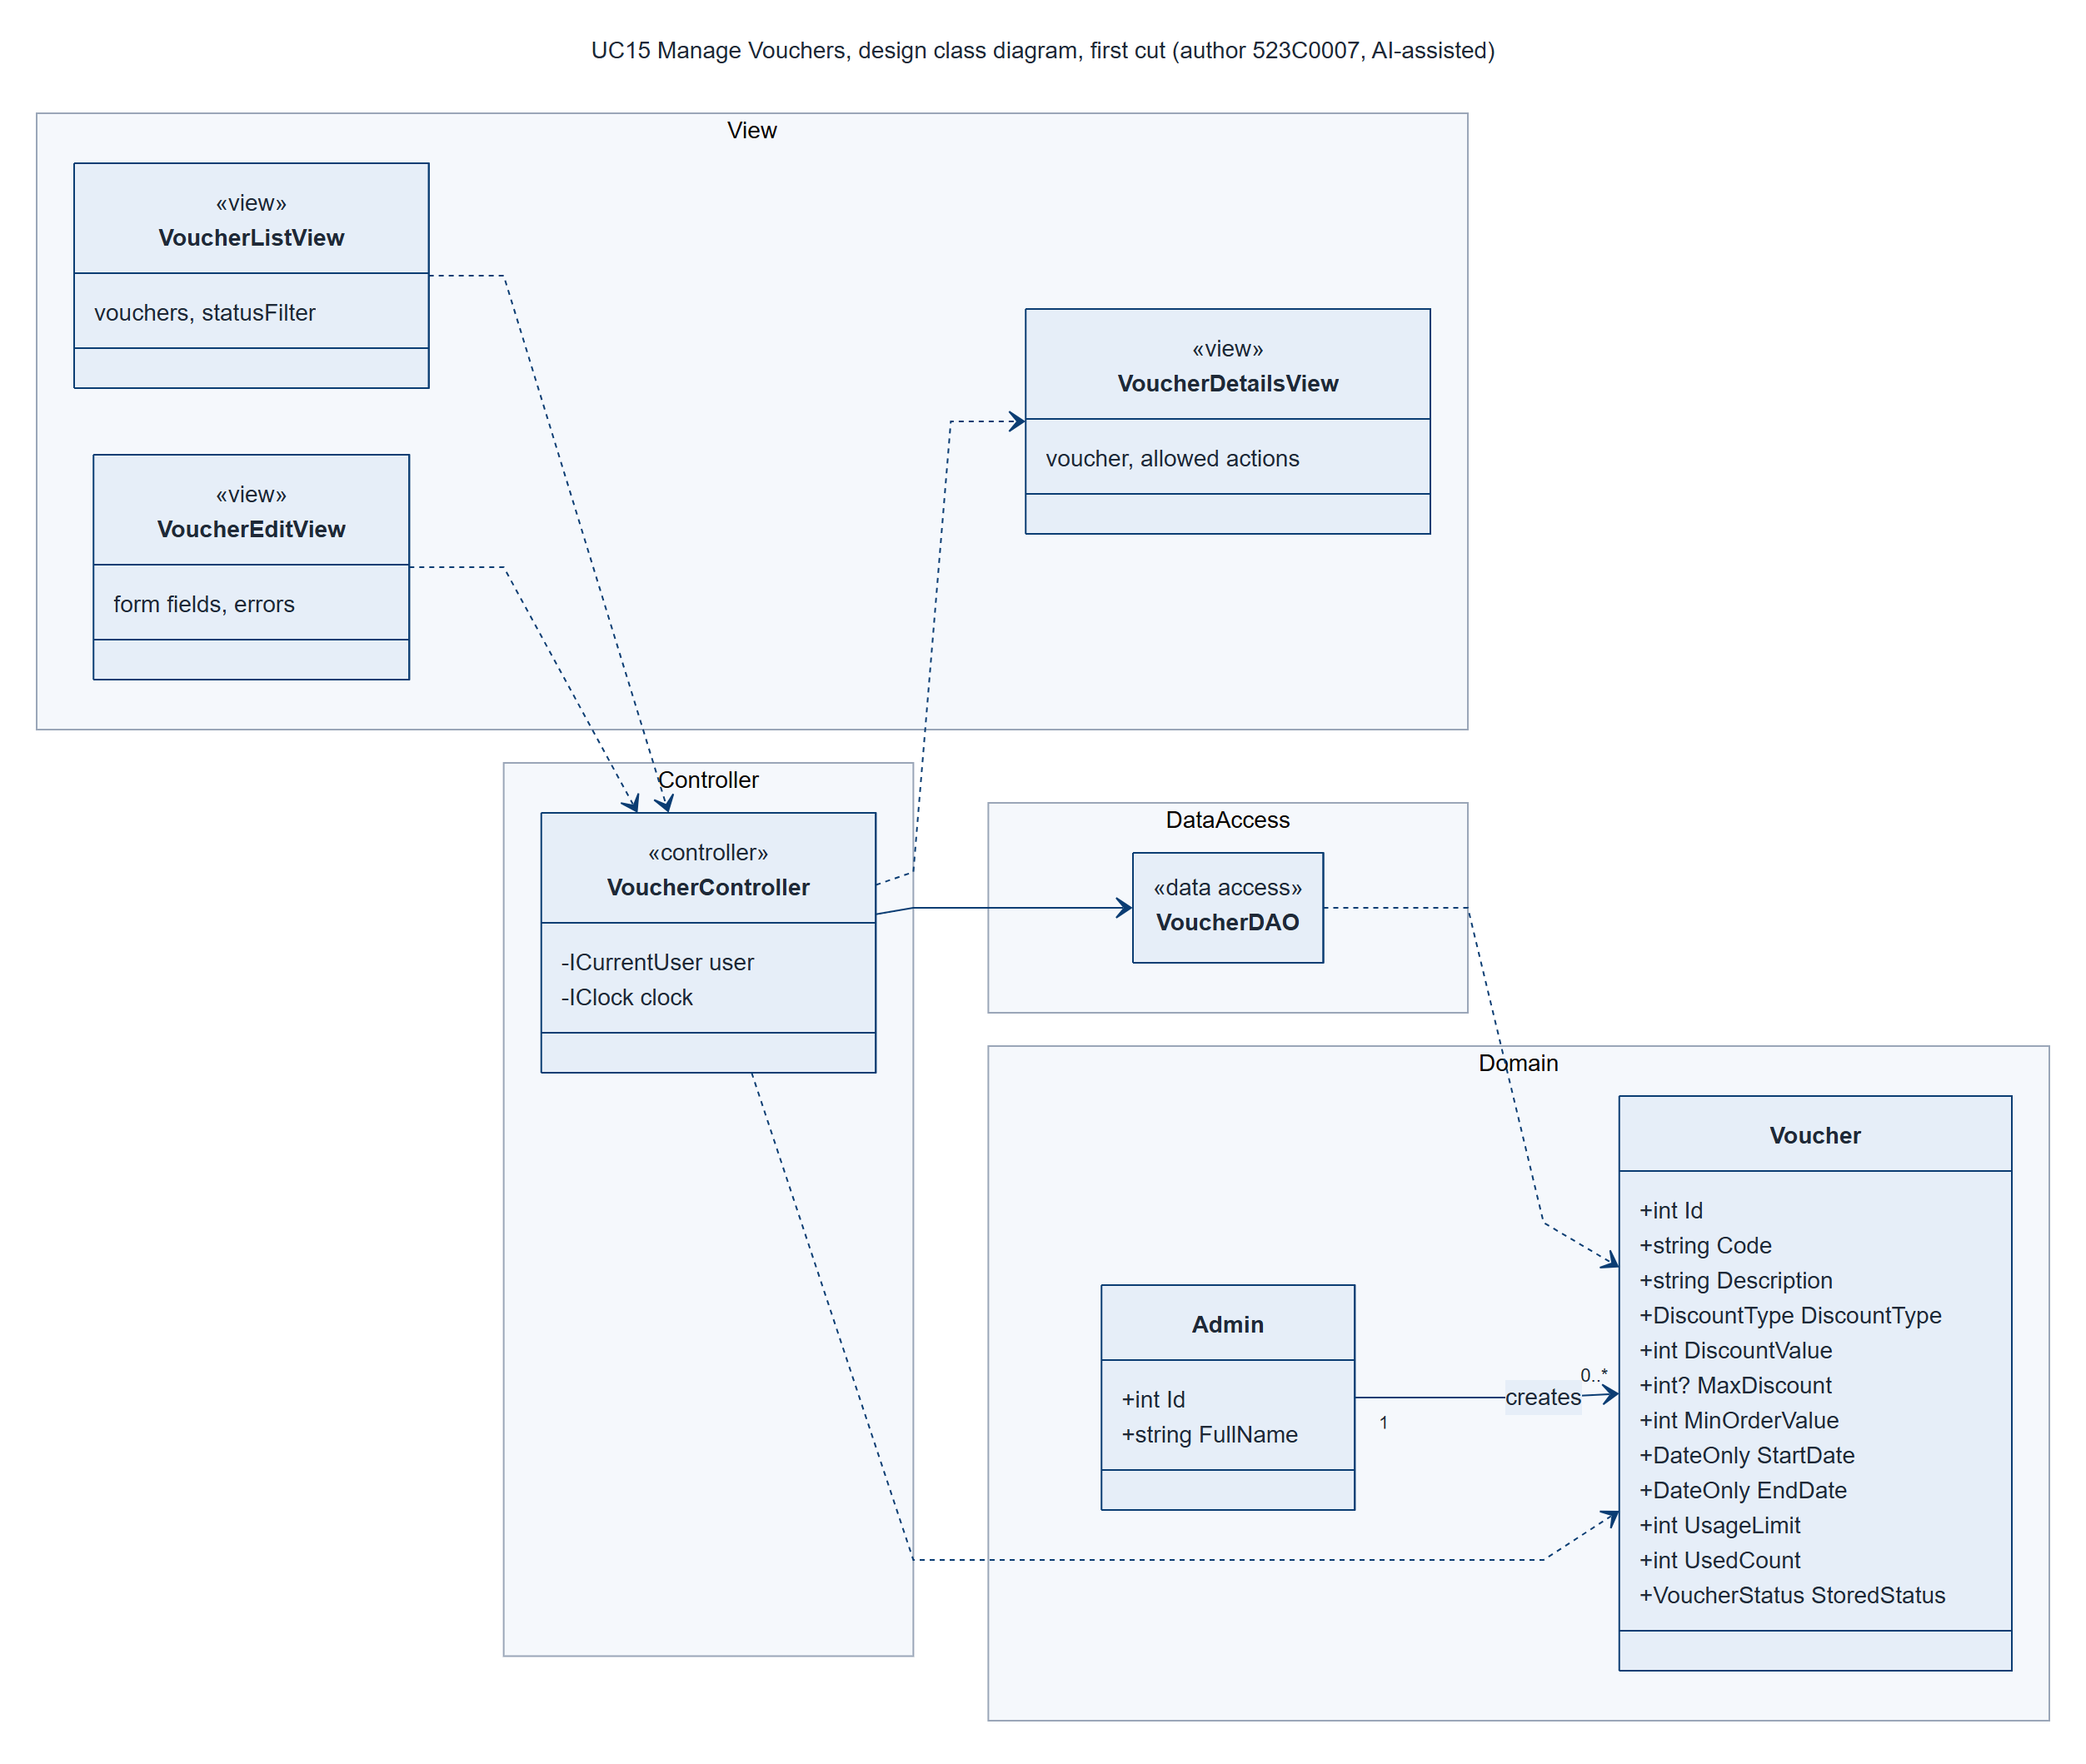 UC15 Manage Vouchers, design class diagram, first cut (author 523C0007, AI-assisted)
View
«view»
VoucherListView
vouchers, statusFilter
«view»
VoucherDetailsView
voucher, allowed actions
«view»
VoucherEditView
form fields, errors
Controller
«controller»
VoucherController
-ICurrentUser user
-IClock clock
DataAccess
«data access»
VoucherDAO
Domain
Admin
+int Id
+string FullName
1
creates
0..*
Voucher
+int Id
+string Code
+string Description
+DiscountType DiscountType
+int DiscountValue
+int? MaxDiscount
+int MinOrderValue
+DateOnly StartDate
+DateOnly EndDate
+int UsageLimit
+int UsedCount
+VoucherStatus StoredStatus